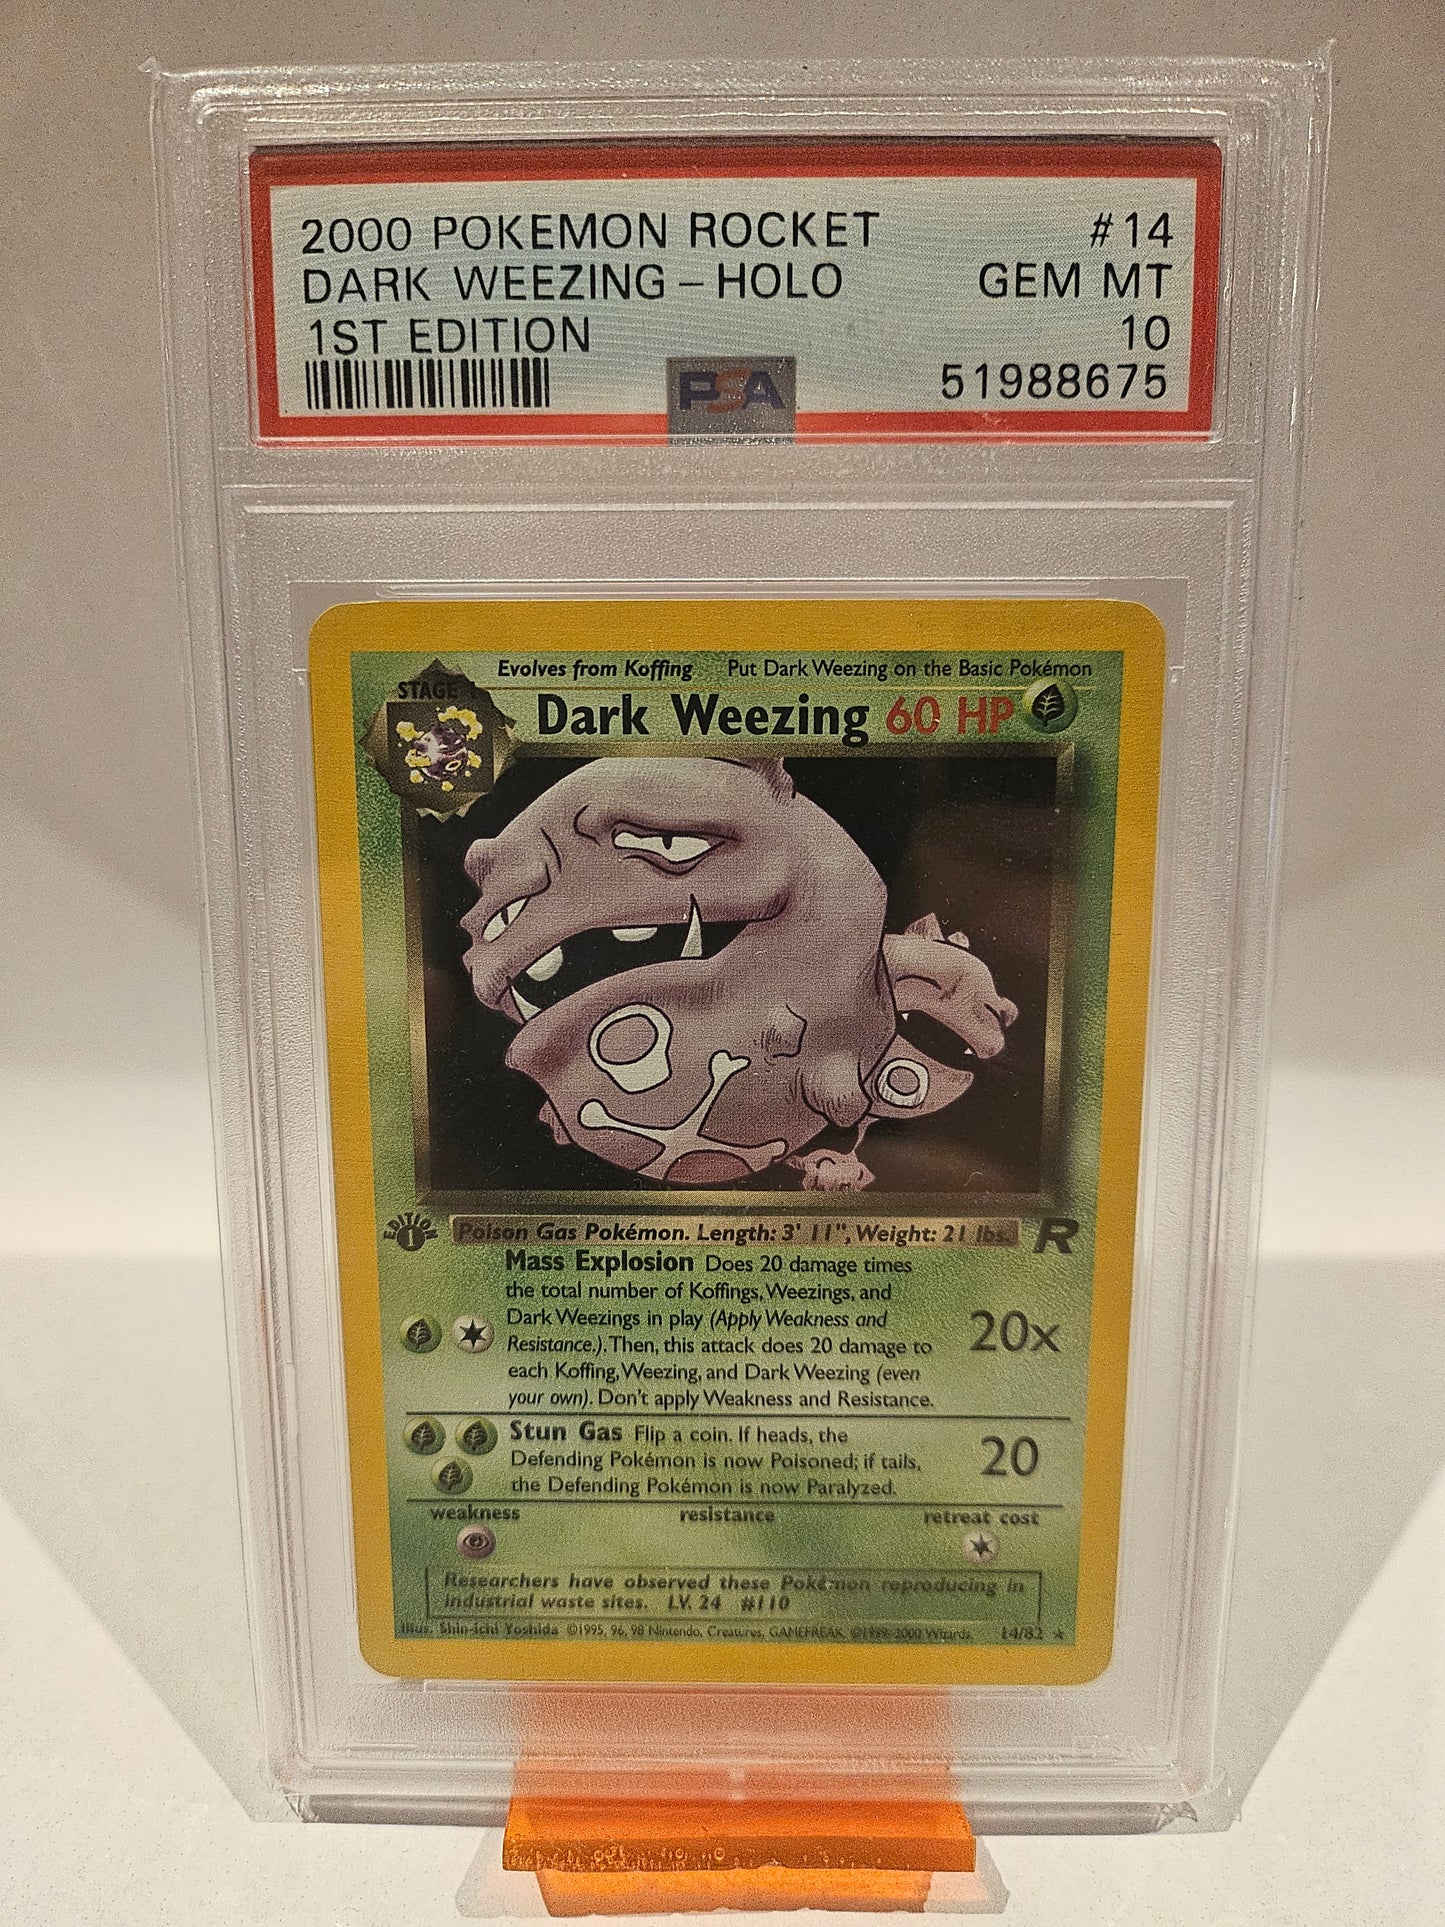 2000 POKEMON ROCKET #14
DARK WEEZING - HOLO GEM MT
1ST EDITION 10
PSA 51988675
Evolves from Koffing Put Dark Weezing on the Basic Pokémon
STAGE
Dark Weezing 60 HP
EDITION 1
Poison Gas Pokémon. Length: 3' 11", Weight: 21 lbs. R
Mass Explosion Does 20 damage times
the total number of Koffings, Weezings, and
Dark Weezings in play (Apply Weakness and
Resistance.). Then, this attack does 20 damage to
each Koffing, Weezing, and Dark Weezing (even
your own). Don't apply Weakness and Resistance.
20x
Stun Gas Flip a coin. If heads, the
Defending Pokémon is now Poisoned; if tails,
the Defending Pokémon is now Paralyzed.
20
weakness resistance retreat cost
Researchers have observed these Pokémon reproducing in
industrial waste sites. LV. 24 #110
Illus. Shin-ichi Yoshida ©1995, 96, 98 Nintendo, Creatures, GAMEFREAK. ©1999-2000 Wizards. 14/82 ★